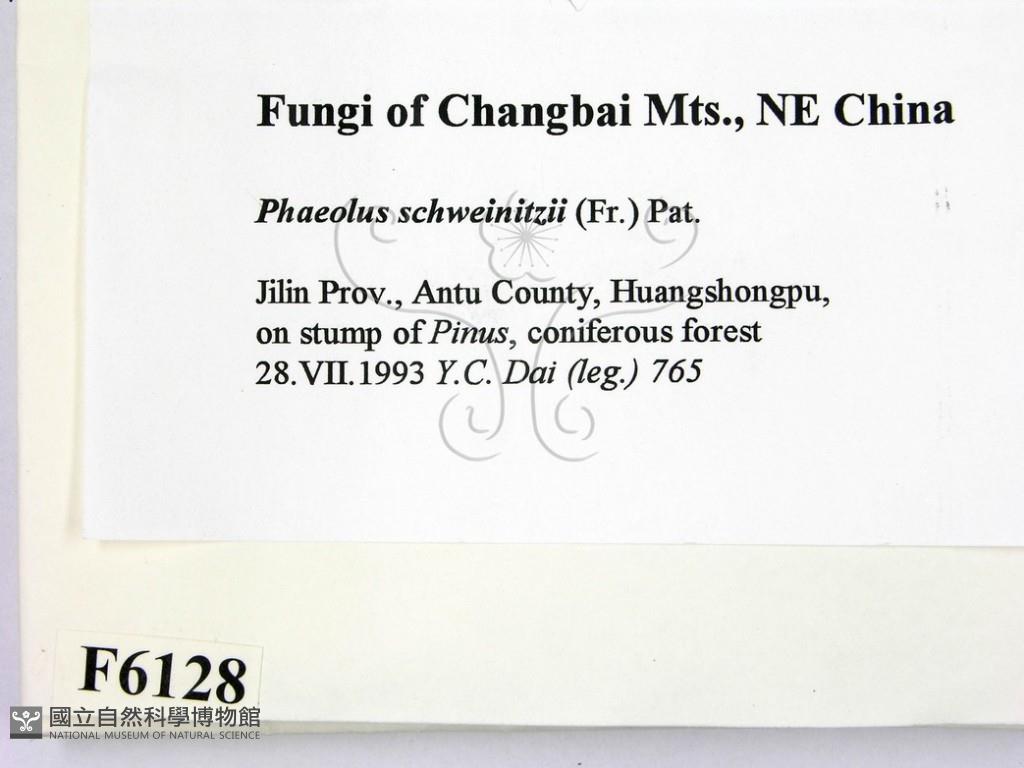 Fungi of Changbai Mts., NE China
Phaeolus schweinitzii (Fr.) Pat.
Jilin Prov., Antu County, Huangshongpu,
on stump of Pinus, coniferous forest
28.VII.1993 Y.C. Dai (leg.) 765
F6128
國立自然科學博物館
NATIONAL MUSEUM OF NATURAL SCIENCE